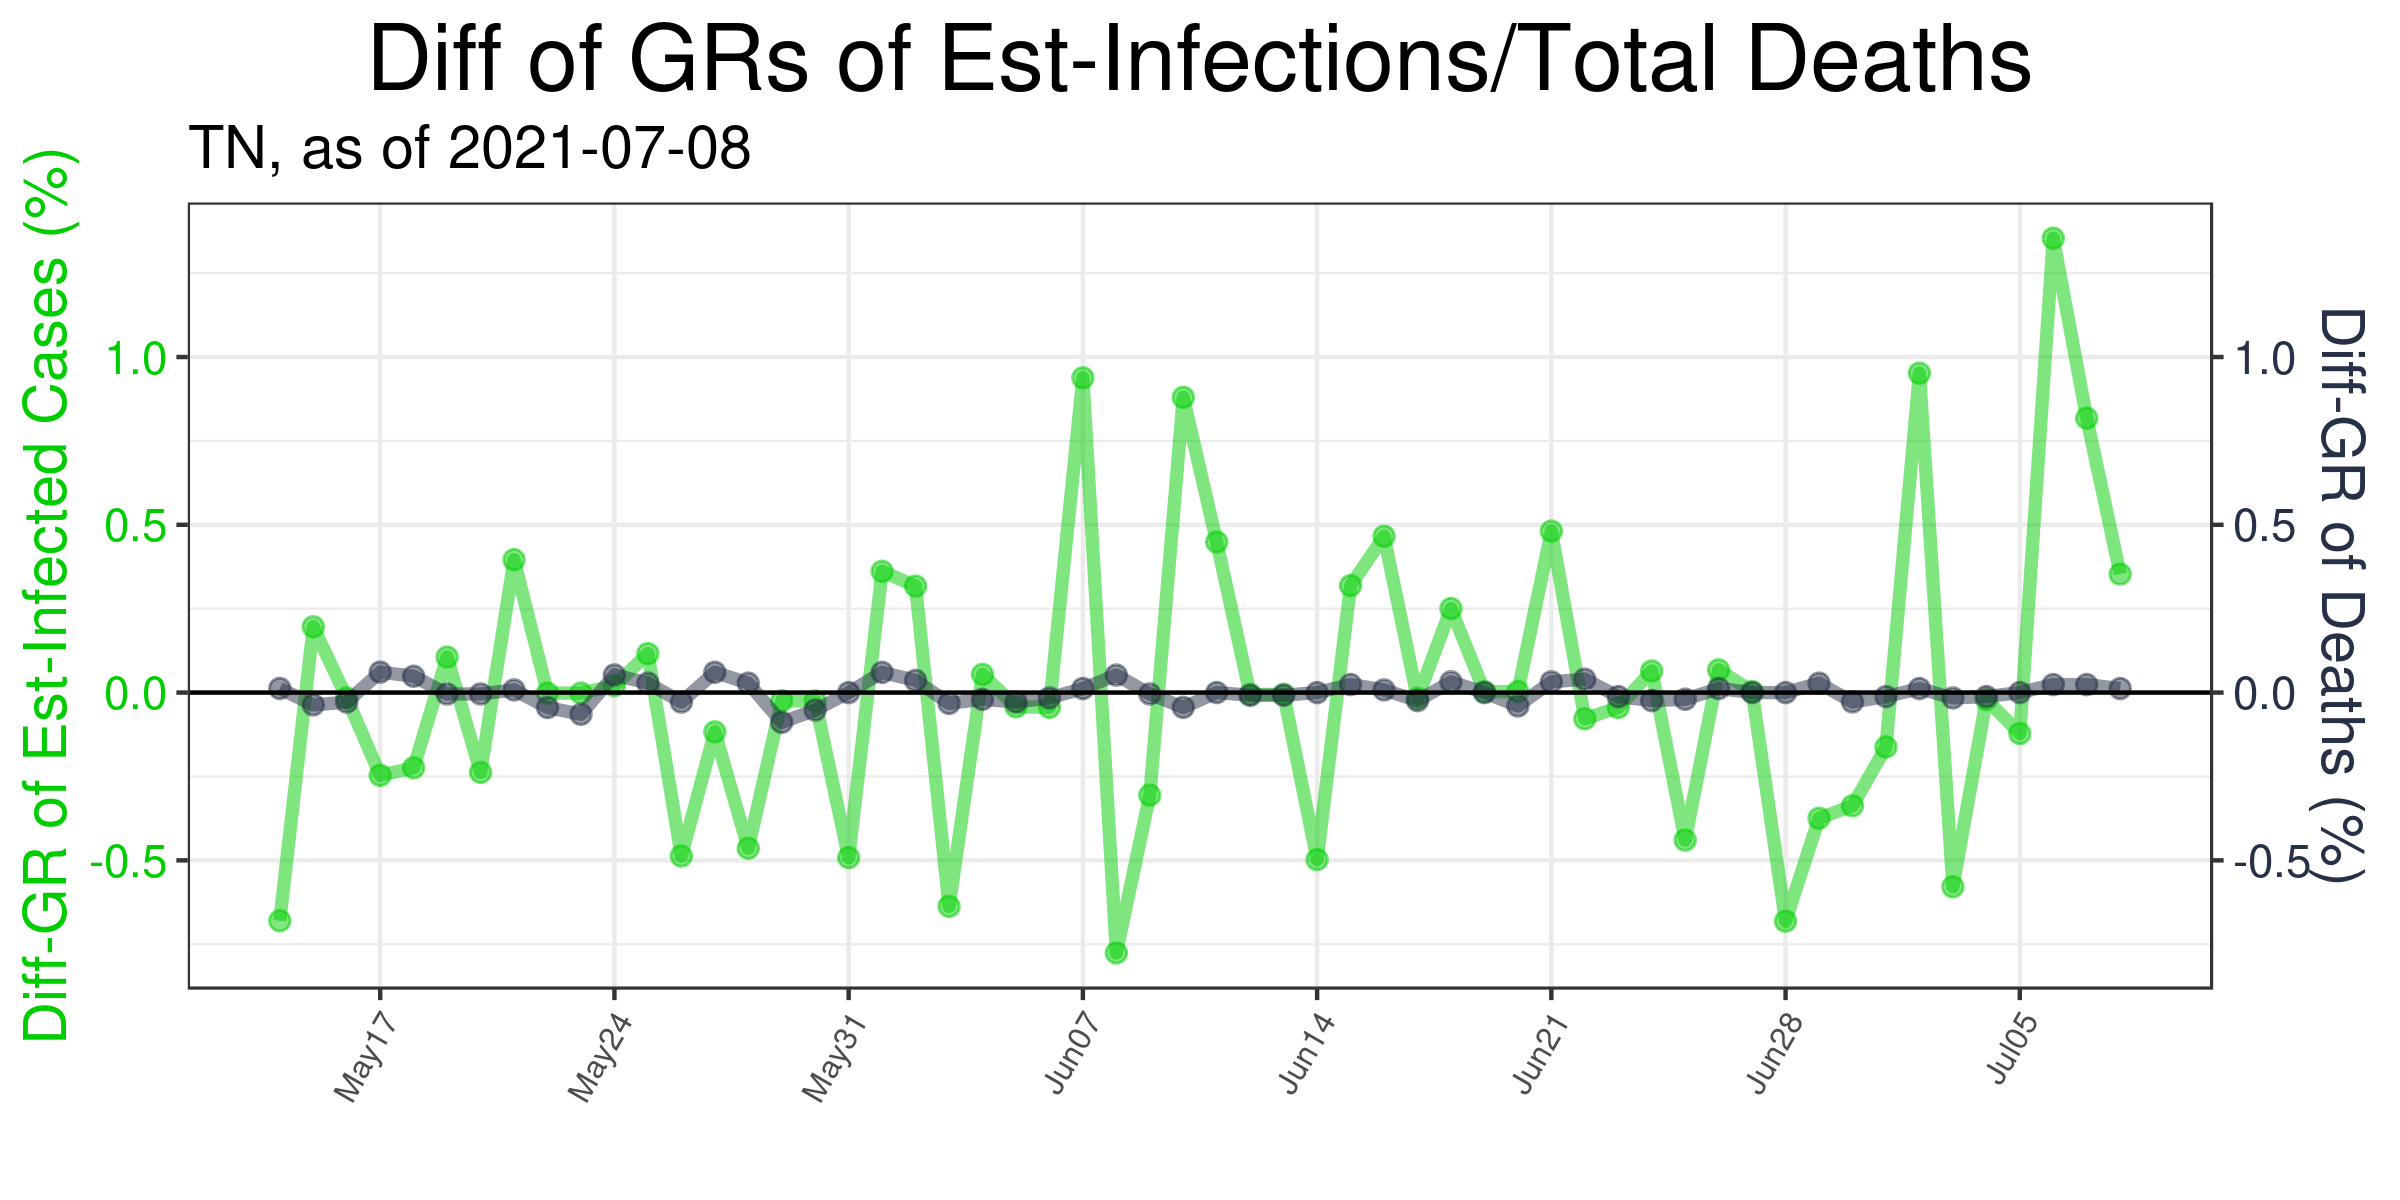 Diff of GRs of Est-Infections/Total Deaths
TN, as of 2021-07-08
Diff-GR of Est-Infected Cases (%)
1.0
0.5
0.0
-0.5
1.0
0.5
0.0
-0.5
Diff-GR of Deaths (%)
May17
May24
May31
Jun07
Jun14
Jun21
Jun28
Jul05